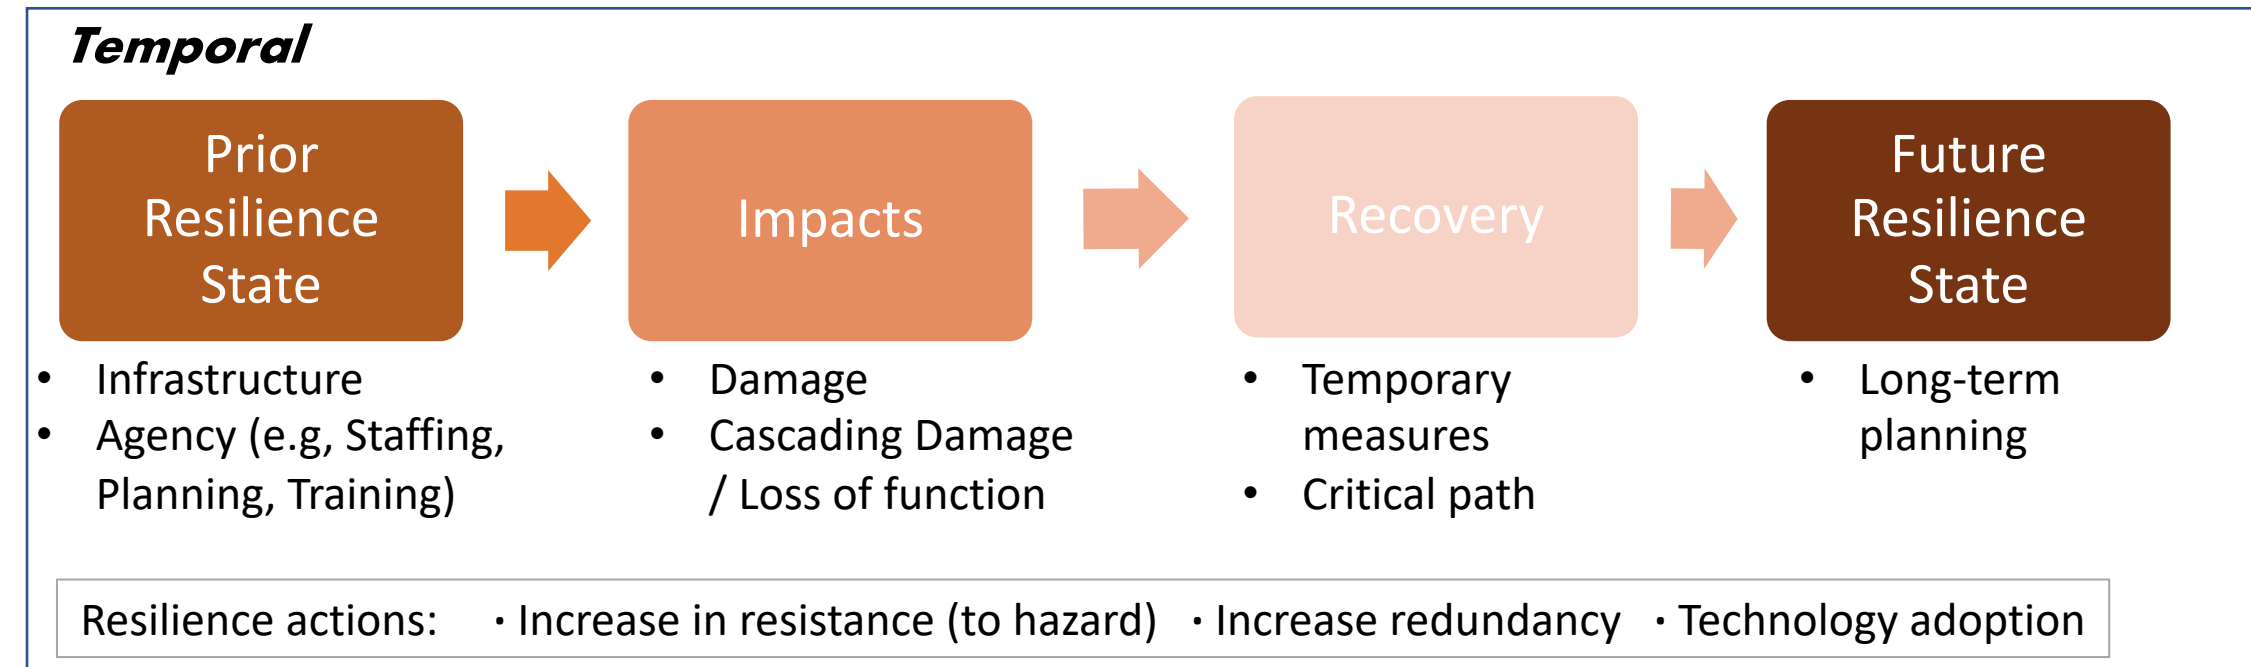 Temporal
Prior
Resilience
State
Impacts
Recovery
Future
Resilience
State
• Infrastructure
• Agency (e.g, Staffing,
Planning, Training)
• Damage
• Cascading Damage
/ Loss of function
• Temporary
measures
• Critical path
• Long-term
planning
Resilience actions: · Increase in resistance (to hazard) · Increase redundancy · Technology adoption